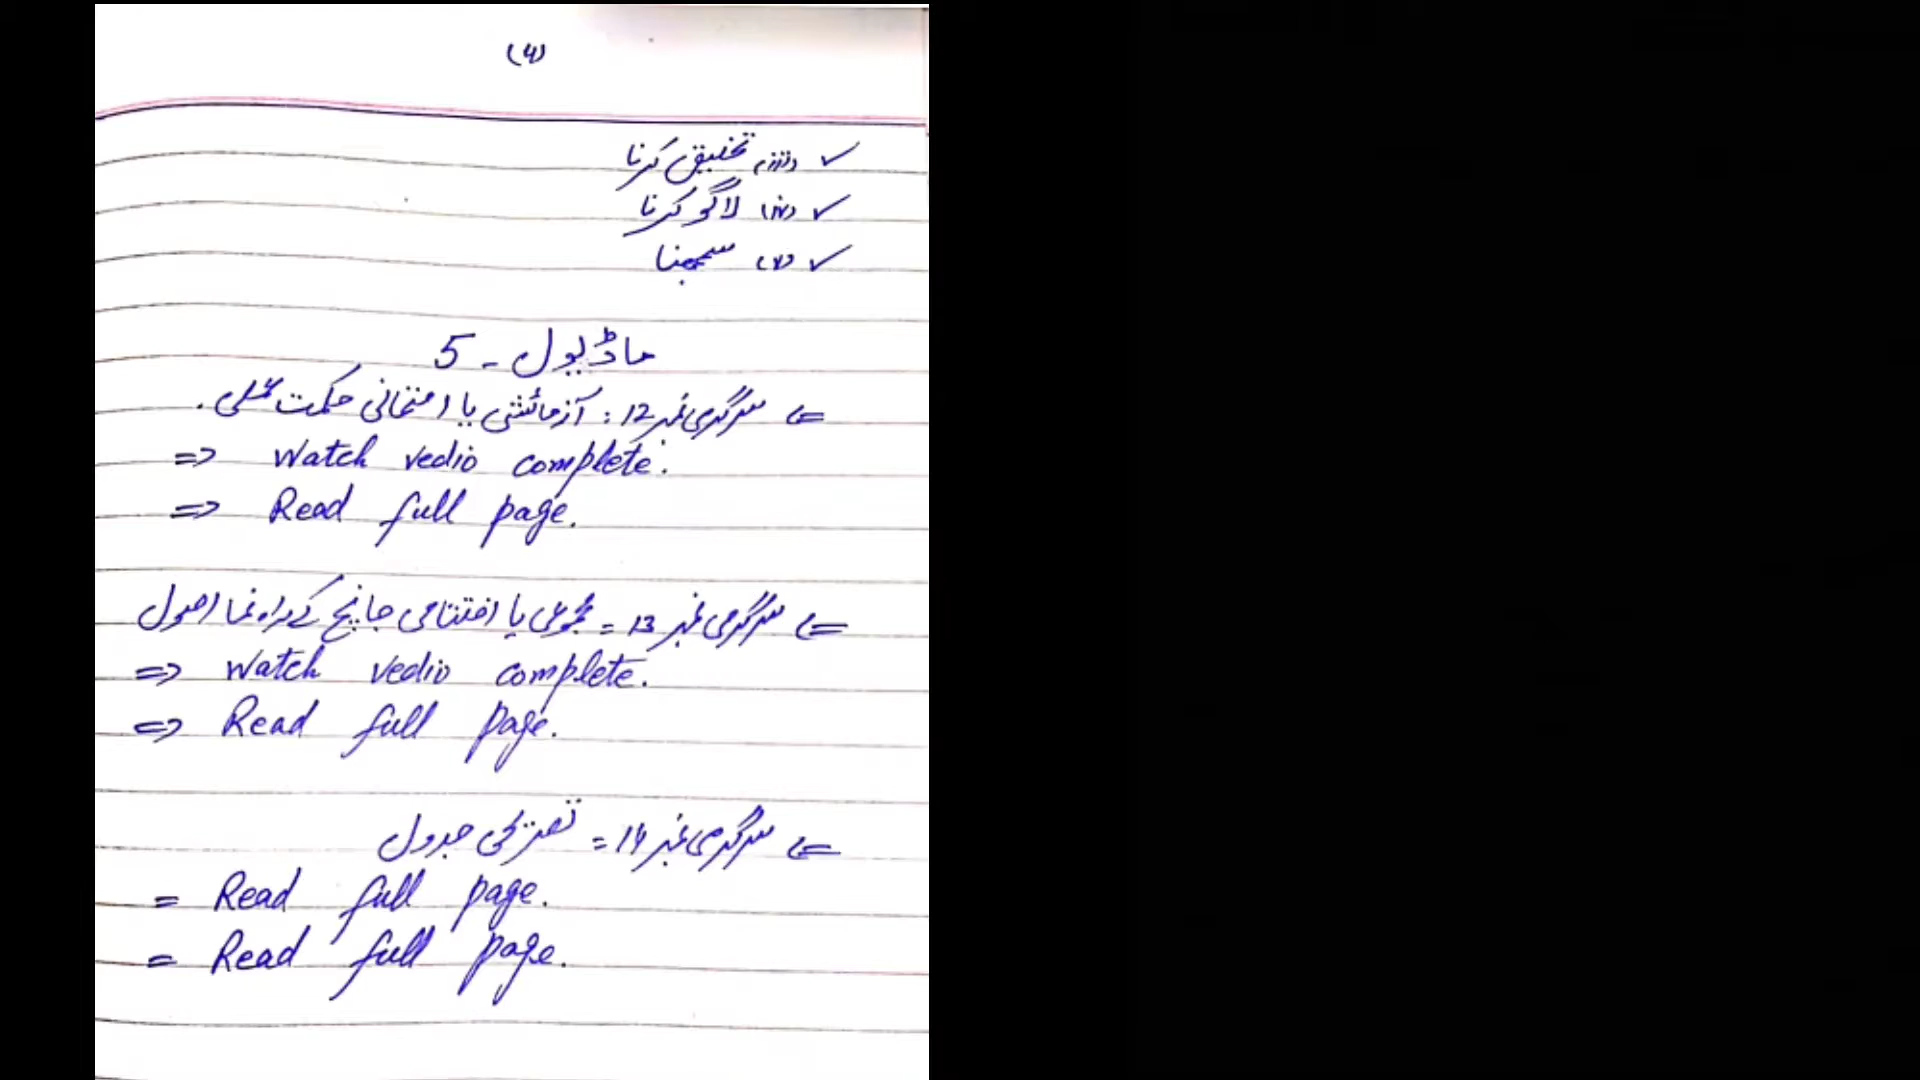 (4)
✓ (iii) تخلیق کرنا
✓ (iv) لاگو کرنا
✓ (v) سمجھنا
ماڈیول - 5
⇐ سرگرمی نمبر 12: آزمائشی یا امتحانی حکمت عملی.
=> Watch vedio complete.
=> Read full page.
⇐ سرگرمی نمبر 13 = مجموعی یا اختتامی جانچ کے راہ نما اصول
=> Watch vedio complete.
=> Read full page.
⇐ سرگرمی نمبر 14 = جدول
= Read full page.
= Read full page.